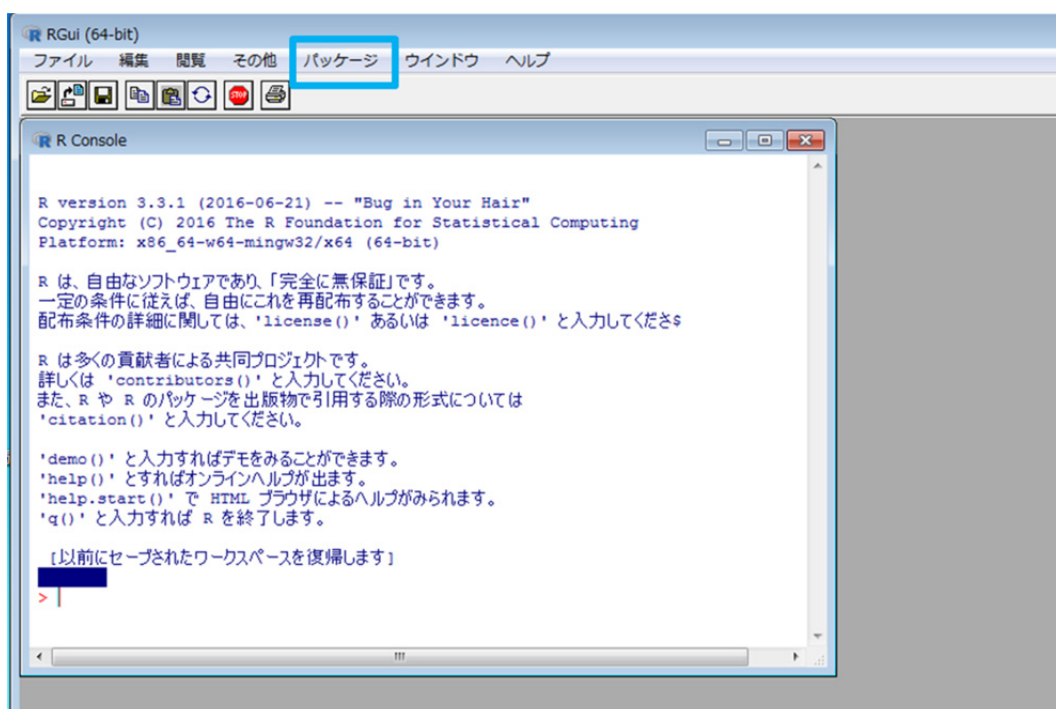 RGui (64-bit)
ファイル 編集 閲覧 その他 パッケージ ウインドウ ヘルプ
STOP
R Console
R version 3.3.1 (2016-06-21) -- "Bug in Your Hair"
Copyright (C) 2016 The R Foundation for Statistical Computing
Platform: x86_64-w64-mingw32/x64 (64-bit)
R は、自由なソフトウェアであり、「完全に無保証」です。
一定の条件に従えば、自由にこれを再配布することができます。
配布条件の詳細に関しては、'license()' あるいは 'licence()' と入力してくださ$
R は多くの貢献者による共同プロジェクトです。
詳しくは 'contributors()' と入力してください。
また、R や R のパッケージを出版物で引用する際の形式については
'citation()' と入力してください。
'demo()' と入力すればデモをみることができます。
'help()' とすればオンラインヘルプが出ます。
'help.start()' で HTML ブラウザによるヘルプがみられます。
'q()' と入力すれば R を終了します。
[以前にセーブされたワークスペースを復帰します]
>